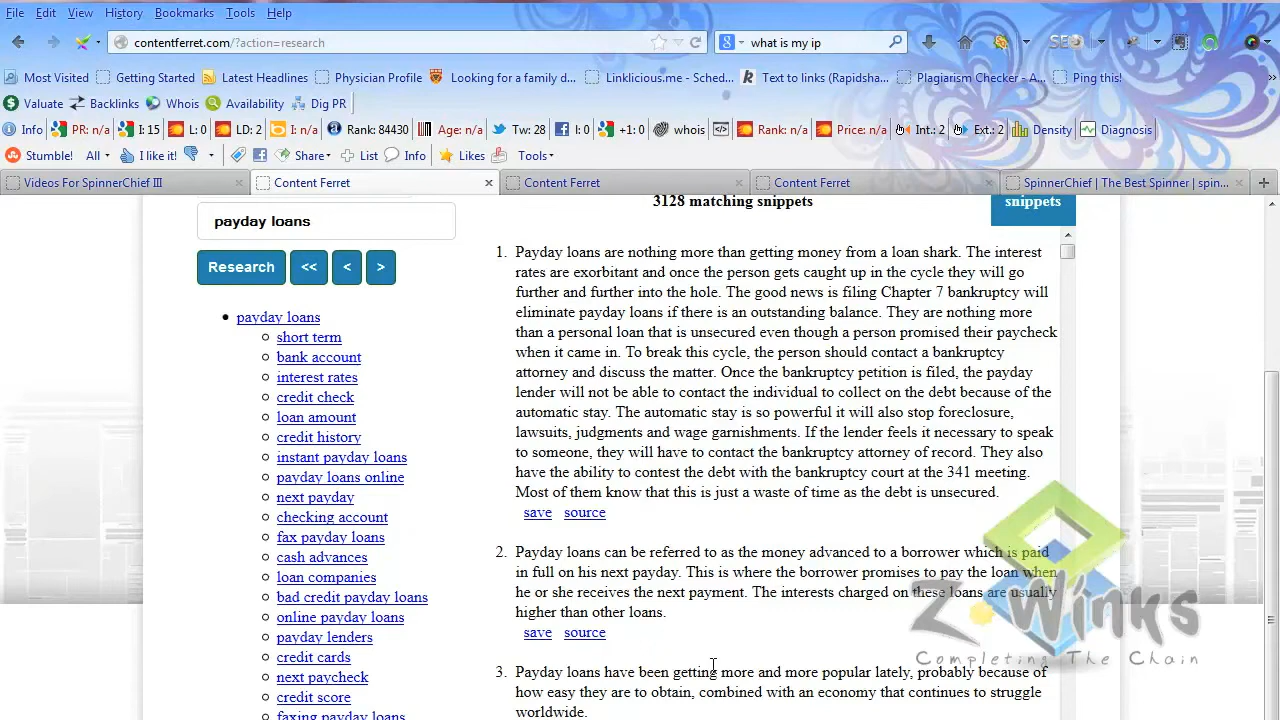 File Edit View History Bookmarks Tools Help
contentferret.com/?action=research what is my ip
Most Visited Getting Started Latest Headlines Physician Profile Looking for a family d... Linklicious.me - Sched... Text to links (Rapidsha... Plagiarism Checker - A... Ping this!
Valuate Backlinks Whois Availability Dig PR
Info PR: n/a I: 15 L: 0 LD: 2 I: n/a Rank: 84430 Age: n/a Tw: 28 I: 0 +1: 0 whois Rank: n/a Price: n/a Int.: 2 Ext.: 2 Density Diagnosis
Stumble! All I like it! Share List Info Likes Tools
Videos For SpinnerChief III Content Ferret Content Ferret Content Ferret SpinnerChief | The Best Spinner | spin...
payday loans
Research << < >
payday loans
short term
bank account
interest rates
credit check
loan amount
credit history
instant payday loans
payday loans online
next payday
checking account
fax payday loans
cash advances
loan companies
bad credit payday loans
online payday loans
payday lenders
credit cards
next paycheck
credit score
faxing payday loans
3128 matching snippets
snippets
1. Payday loans are nothing more than getting money from a loan shark. The interest
rates are exorbitant and once the person gets caught up in the cycle they will go
further and further into the hole. The good news is filing Chapter 7 bankruptcy will
eliminate payday loans if there is an outstanding balance. They are nothing more
than a personal loan that is unsecured even though a person promised their paycheck
when it came in. To break this cycle, the person should contact a bankruptcy
attorney and discuss the matter. Once the bankruptcy petition is filed, the payday
lender will not be able to contact the individual to collect on the debt because of the
automatic stay. The automatic stay is so powerful it will also stop foreclosure,
lawsuits, judgments and wage garnishments. If the lender feels it necessary to speak
to someone, they will have to contact the bankruptcy attorney of record. They also
have the ability to contest the debt with the bankruptcy court at the 341 meeting.
Most of them know that this is just a waste of time as the debt is unsecured.
save source
2. Payday loans can be referred to as the money advanced to a borrower which is paid
in full on his next payday. This is where the borrower promises to pay the loan when
he or she receives the next payment. The interests charged on these loans are usually
higher than other loans.
save source
3. Payday loans have been getting more and more popular lately, probably because of
how easy they are to obtain, combined with an economy that continues to struggle
worldwide.
Z Winks
Completing The Chain